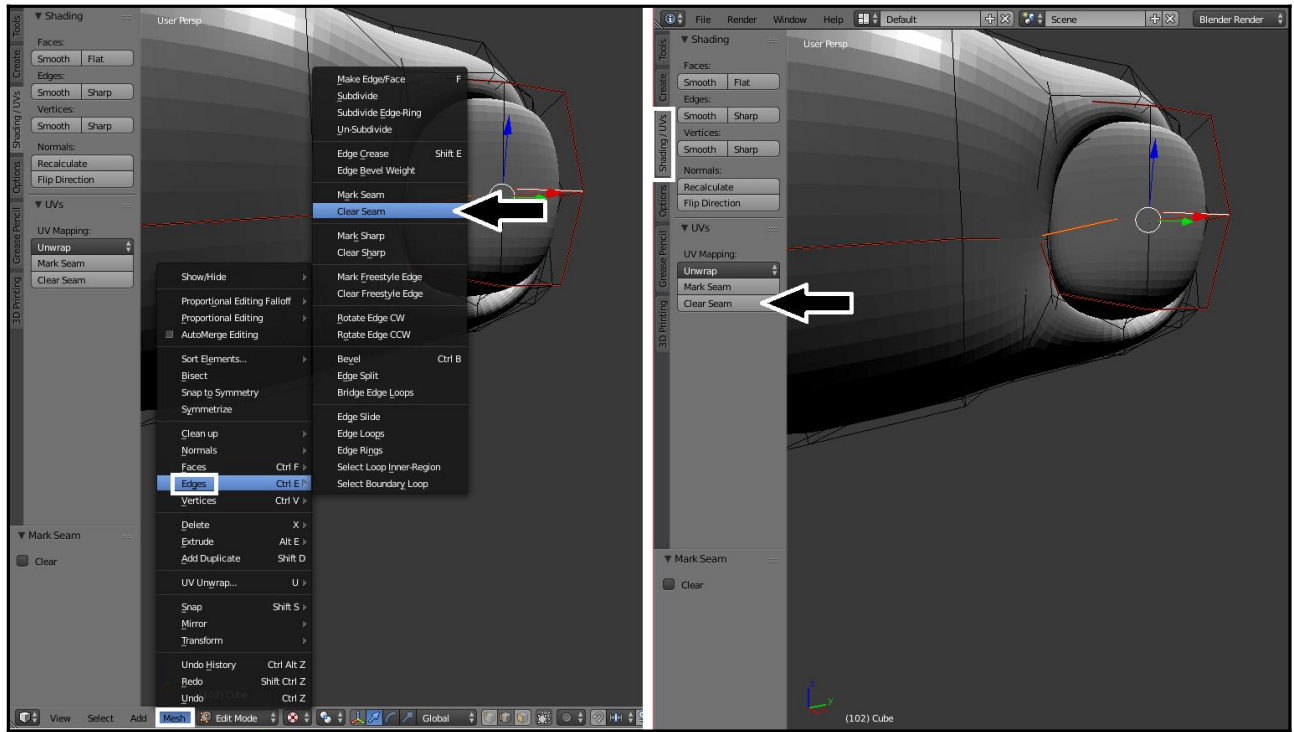 Tools
Create
Shading / UVs
Options
Grease Pencil
3D Printing
▼ Shading
Faces:
Smooth Flat
Edges:
Smooth Sharp
Vertices:
Smooth Sharp
Normals:
Recalculate
Flip Direction
▼ UVs
UV Mapping:
Unwrap
Mark Seam
Clear Seam
▼ Mark Seam
Clear
User Persp
Make Edge/Face F
Subdivide
Subdivide Edge-Ring
Un-Subdivide
Edge Crease Shift E
Edge Bevel Weight
Mark Seam
Clear Seam
Mark Sharp
Clear Sharp
Mark Freestyle Edge
Clear Freestyle Edge
Rotate Edge CW
Rotate Edge CCW
Bevel Ctrl B
Edge Split
Bridge Edge Loops
Edge Slide
Edge Loops
Edge Rings
Select Loop Inner-Region
Select Boundary Loop
Show/Hide
Proportional Editing Falloff
Proportional Editing
AutoMerge Editing
Sort Elements...
Bisect
Snap to Symmetry
Symmetrize
Clean up
Normals
Faces Ctrl F
Edges Ctrl E
Vertices Ctrl V
Delete X
Extrude Alt E
Add Duplicate Shift D
UV Unwrap... U
Snap Shift S
Mirror
Transform
Undo History Ctrl Alt Z
Redo Shift Ctrl Z
Undo Ctrl Z
(102) Cube
View Select Add Mesh Edit Mode Global
File Render Window Help Default Scene Blender Render
Tools
Create
Shading / UVs
Options
Grease Pencil
3D Printing
▼ Shading
Faces:
Smooth Flat
Edges:
Smooth Sharp
Vertices:
Smooth Sharp
Normals:
Recalculate
Flip Direction
▼ UVs
UV Mapping:
Unwrap
Mark Seam
Clear Seam
▼ Mark Seam
Clear
User Persp
z
y
(102) Cube